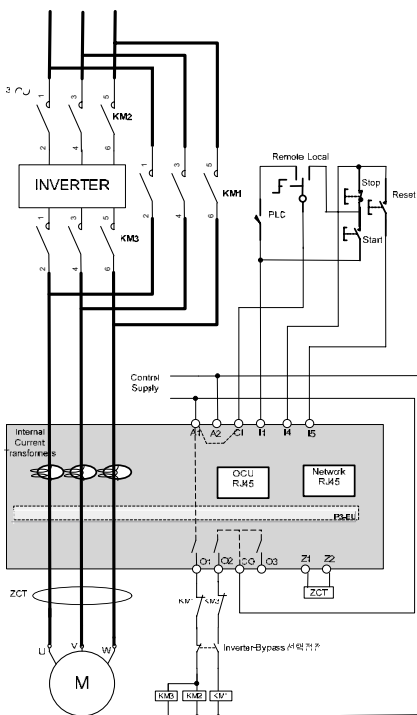 3
1 3 5
KM2
2 4 6
INVERTER
1 3 5
KM3
2 4 6
1 3 5
KM1
2 4 6
Remote Local
PLC
Stop
Reset
Start
Control
Supply
A1 A2 CI I1 I4 I5
Internal
Current
Transformers
OCU
RJ45
Network
RJ45
O1 O2 CG O3 Z1 Z2
ZCT
ZCT
Inverter-Bypass
U V W
M
KM3 KM2 KM1